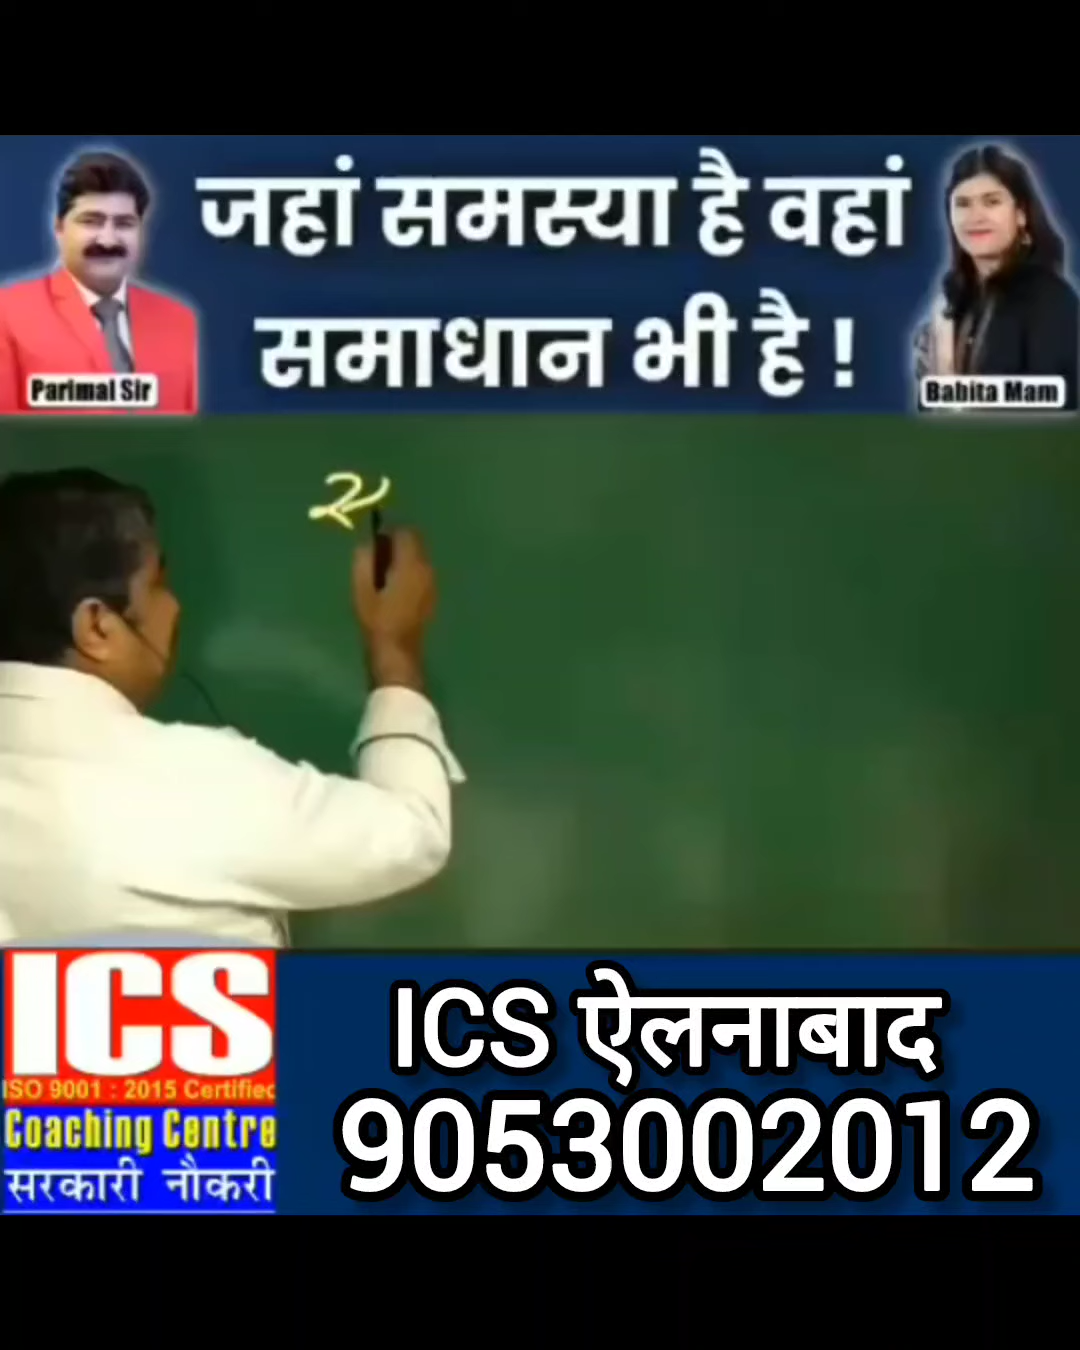 जहां समस्या है वहां
समाधान भी है !
Parimal Sir
Babita Mam
ICS
ISO 9001 : 2015 Certified
Coaching Centre
सरकारी नौकरी
ICS ऐलनाबाद
9053002012